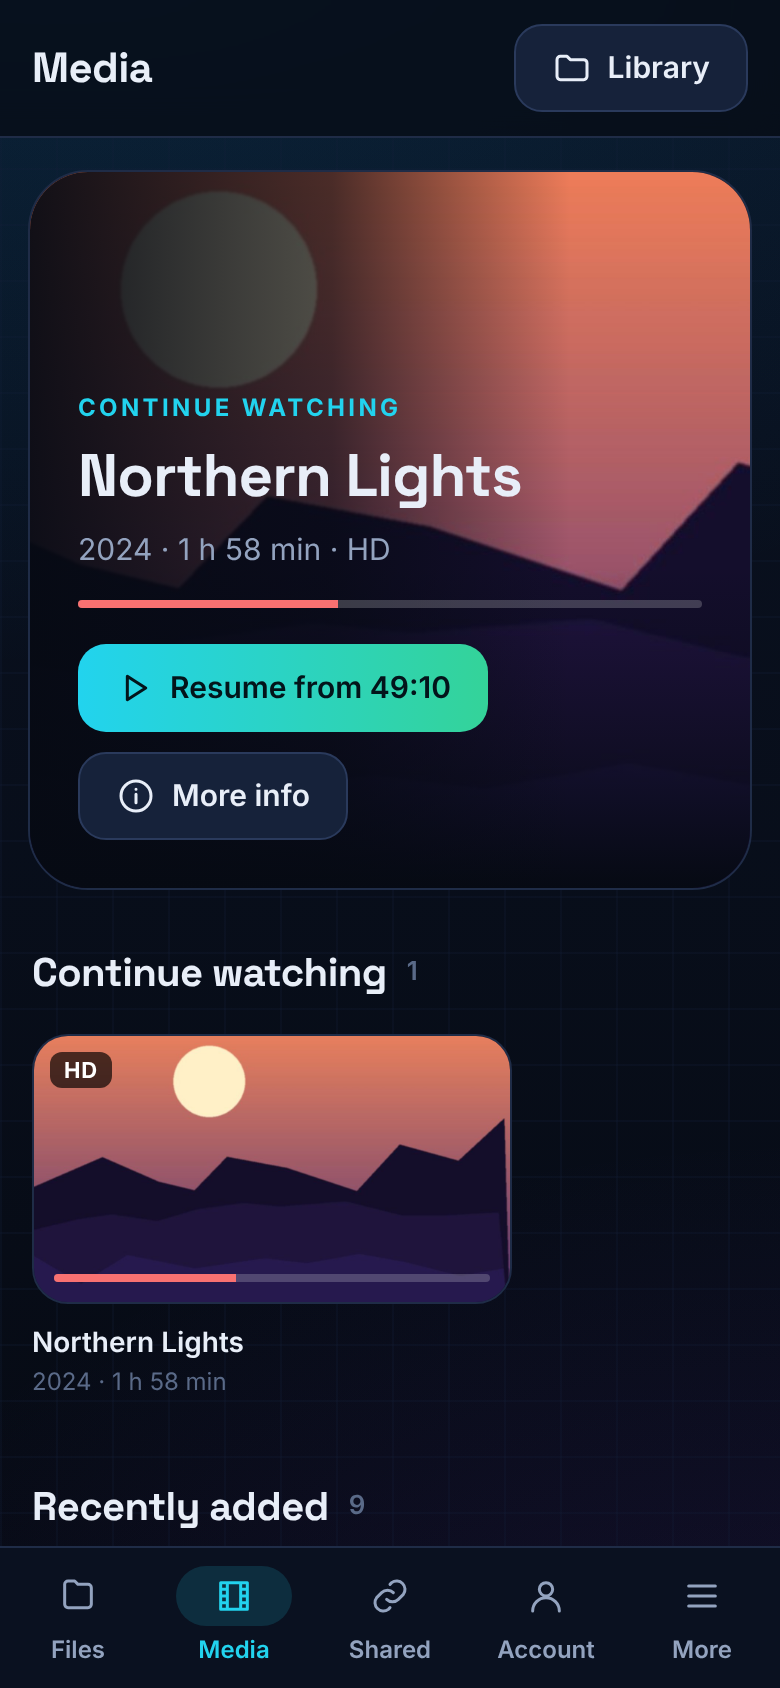 Media
Library
CONTINUE WATCHING
Northern Lights
2024 · 1 h 58 min · HD
Resume from 49:10
More info
Continue watching 1
HD
Northern Lights
2024 · 1 h 58 min
Recently added 9
Files
Media
Shared
Account
More